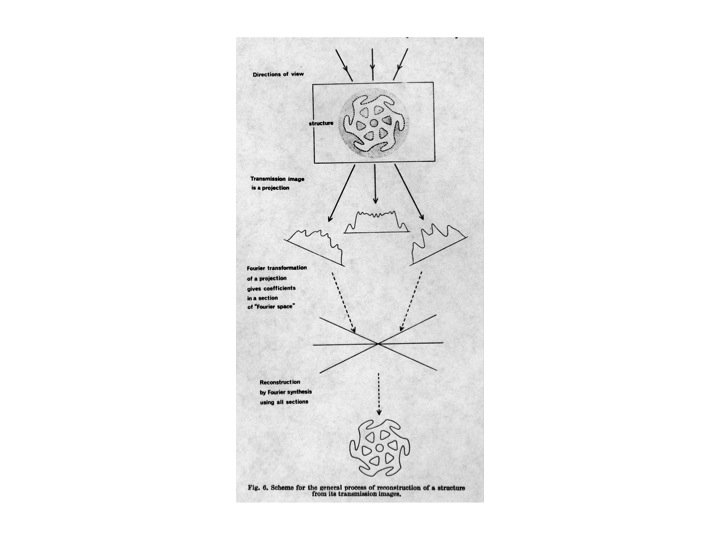 Directions of view
structure
Transmission image
is a projection
Fourier transformation
of a projection
gives coefficients
in a section
of "Fourier space"
Reconstruction
by Fourier synthesis
using all sections
Fig. 6. Scheme for the general process of reconstruction of a structure
from its transmission images.